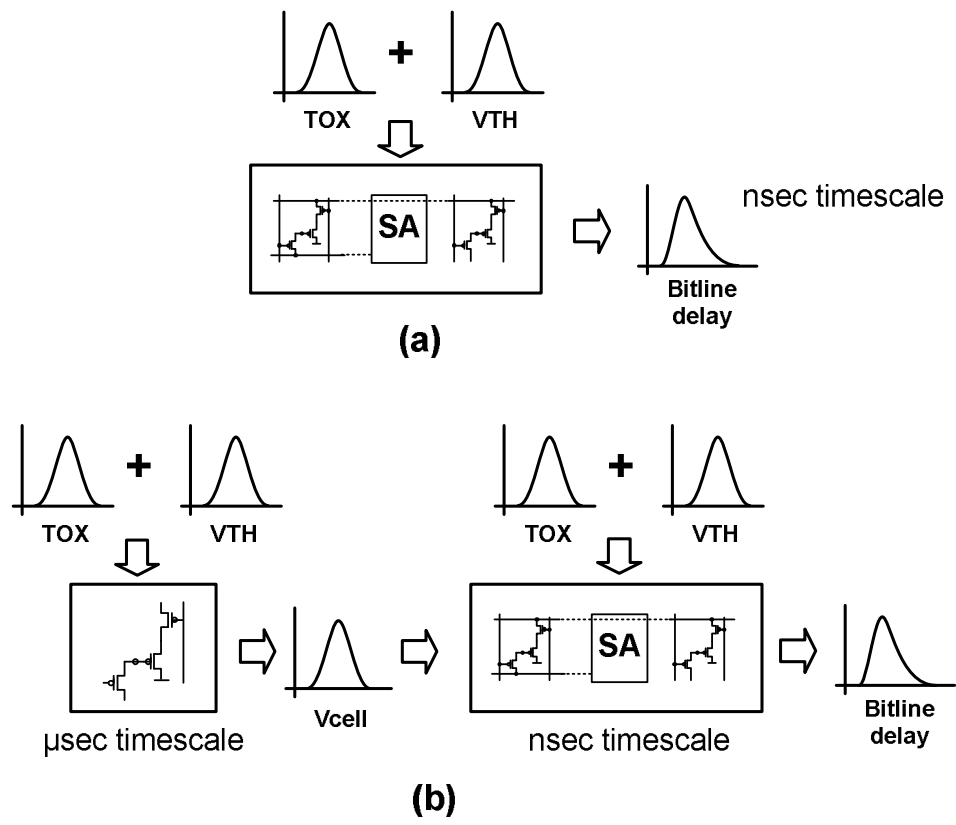 +
TOX VTH
SA
nsec timescale
Bitline
delay
(a)
+ +
TOX VTH TOX VTH
SA
Vcell
Bitline
delay
µsec timescale nsec timescale
(b)